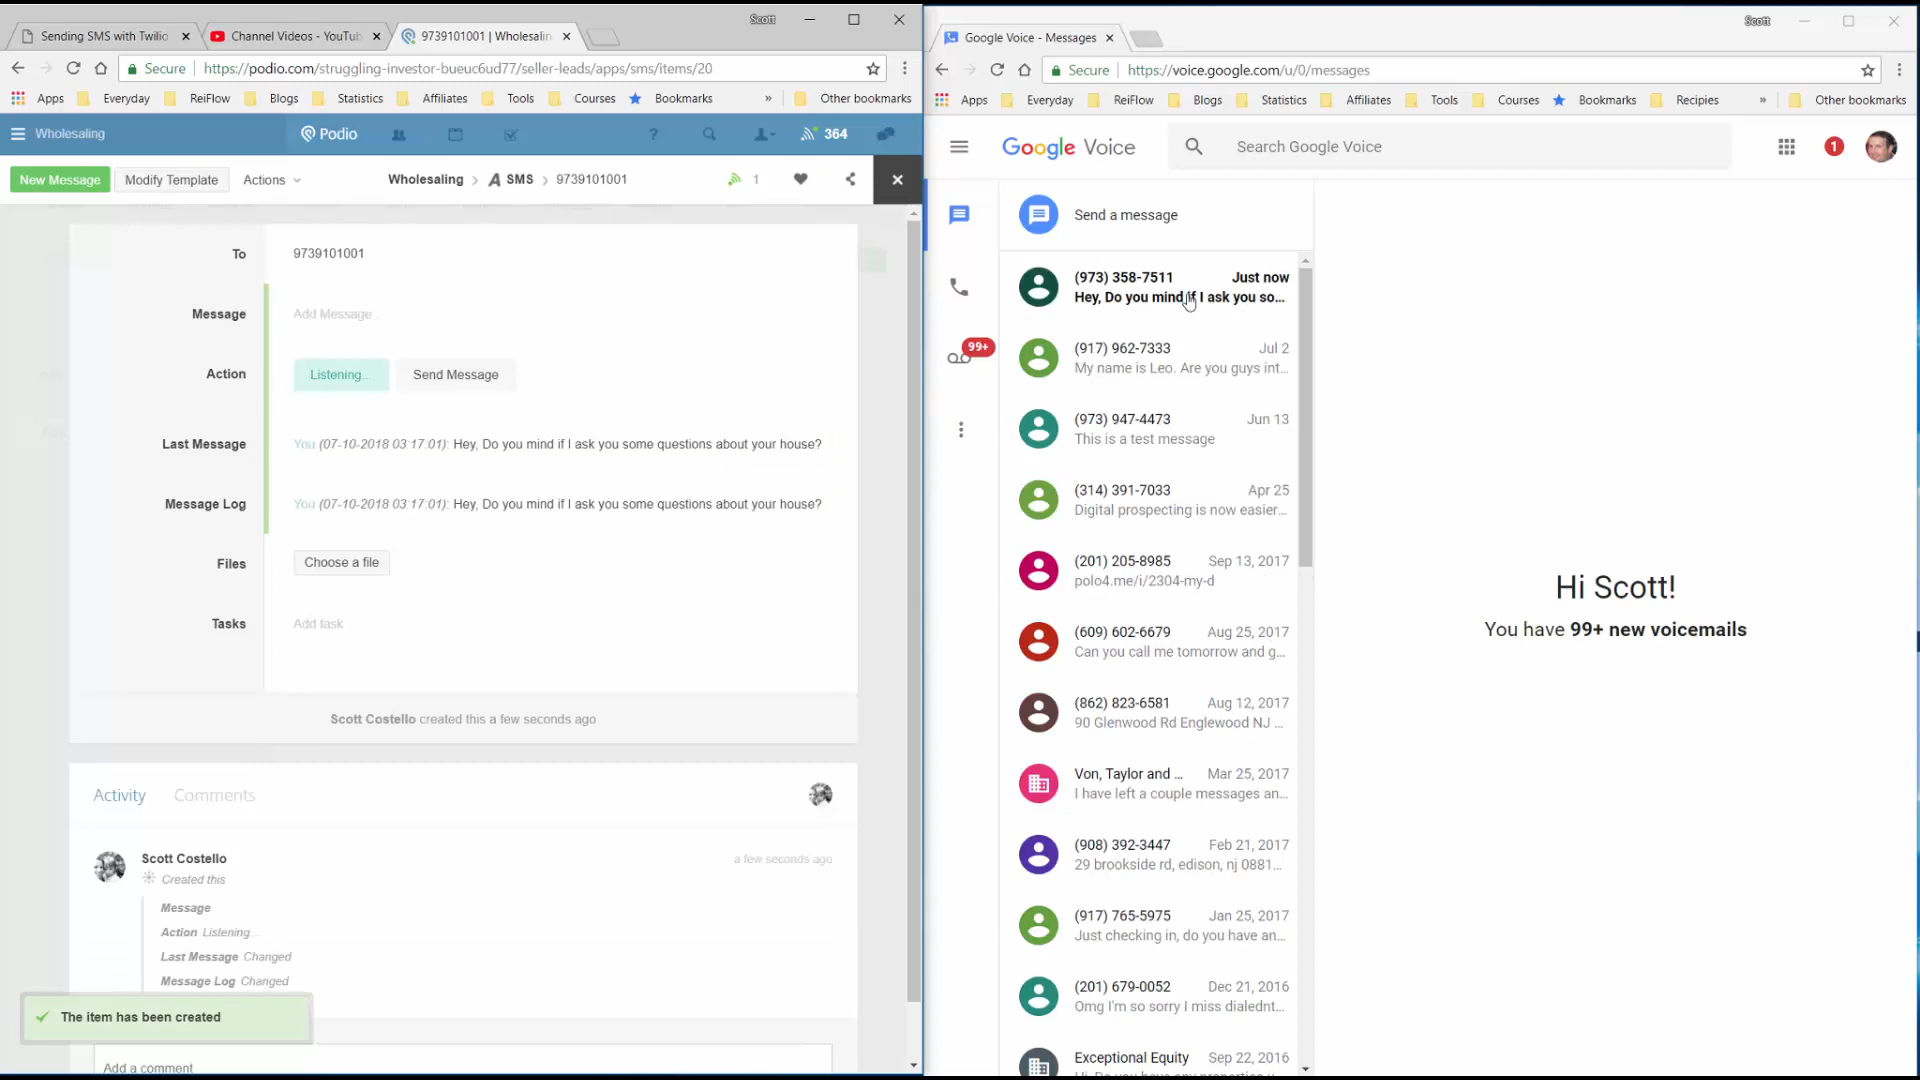 Scott
Sending SMS with Twilio
Channel Videos - YouTub
9739101001 | Wholesalin
Secure
https://podio.com/struggling-investor-bueuc6ud77/seller-leads/apps/sms/items/20
Apps
Everyday
ReiFlow
Blogs
Statistics
Affiliates
Tools
Courses
Bookmarks
»
Other bookmarks
Wholesaling
Podio
?
364
New Message
Modify Template
Actions
Wholesaling > SMS > 9739101001
1
To
9739101001
Message
Add Message .
Action
Listening...
Send Message
Last Message
You (07-10-2018 03:17:01): Hey, Do you mind if I ask you some questions about your house?
Message Log
You (07-10-2018 03:17:01): Hey, Do you mind if I ask you some questions about your house?
Files
Choose a file
Tasks
Add task
Scott Costello created this a few seconds ago
Activity
Comments
Scott Costello
a few seconds ago
Created this
Message
Action Listening...
Last Message Changed
Message Log Changed
The item has been created
Add a comment
Scott
Google Voice - Messages
Secure
https://voice.google.com/u/0/messages
Apps
Everyday
ReiFlow
Blogs
Statistics
Affiliates
Tools
Courses
Bookmarks
Recipies
»
Other bookmarks
Google Voice
Search Google Voice
1
Send a message
99+
(973) 358-7511
Just now
Hey, Do you mind if I ask you so...
(917) 962-7333
Jul 2
My name is Leo. Are you guys int...
(973) 947-4473
Jun 13
This is a test message
(314) 391-7033
Apr 25
Digital prospecting is now easier...
(201) 205-8985
Sep 13, 2017
polo4.me/i/2304-my-d
(609) 602-6679
Aug 25, 2017
Can you call me tomorrow and g...
(862) 823-6581
Aug 12, 2017
90 Glenwood Rd Englewood NJ ...
Von, Taylor and ...
Mar 25, 2017
I have left a couple messages an...
(908) 392-3447
Feb 21, 2017
29 brookside rd, edison, nj 0881...
(917) 765-5975
Jan 25, 2017
Just checking in, do you have an...
(201) 679-0052
Dec 21, 2016
Omg I'm so sorry I miss dialednt...
Exceptional Equity
Sep 22, 2016
Hi Scott!
You have 99+ new voicemails